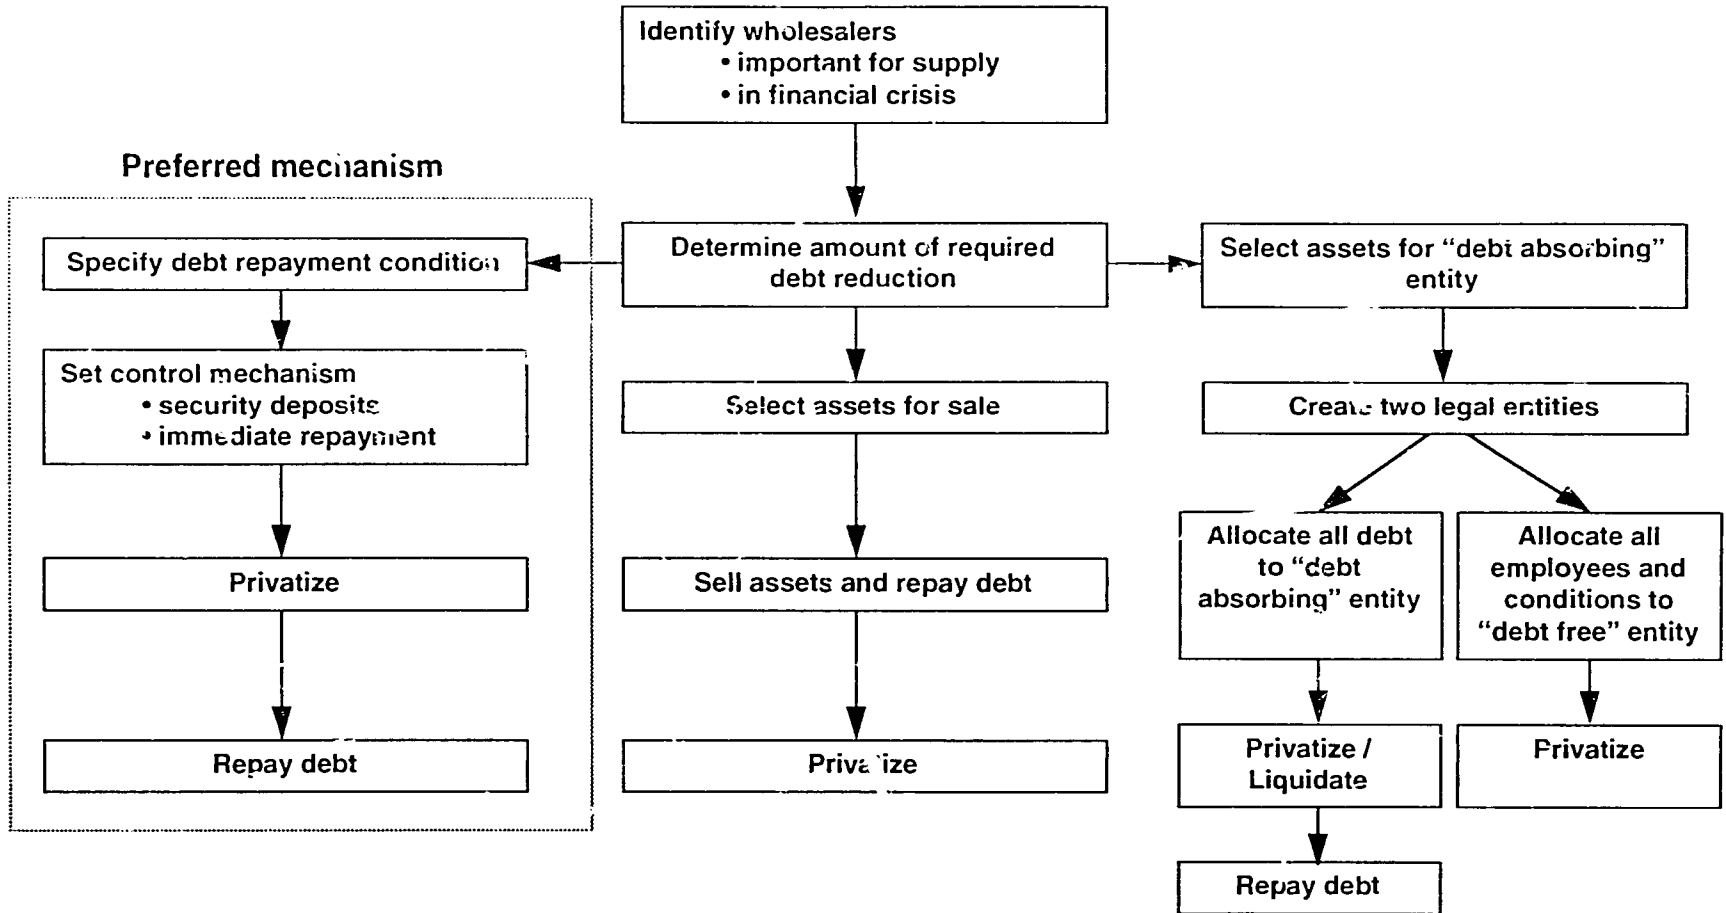 Identify wholesalers
• important for supply
• in financial crisis
Preferred mechanism
Specify debt repayment condition
Set control mechanism
• security deposits
• immediate repayment
Privatize
Repay debt
Determine amount of required
debt reduction
Select assets for sale
Sell assets and repay debt
Privatize
Select assets for “debt absorbing”
entity
Create two legal entities
Allocate all debt
to “debt
absorbing” entity
Privatize /
Liquidate
Repay debt
Allocate all
employees and
conditions to
“debt free” entity
Privatize